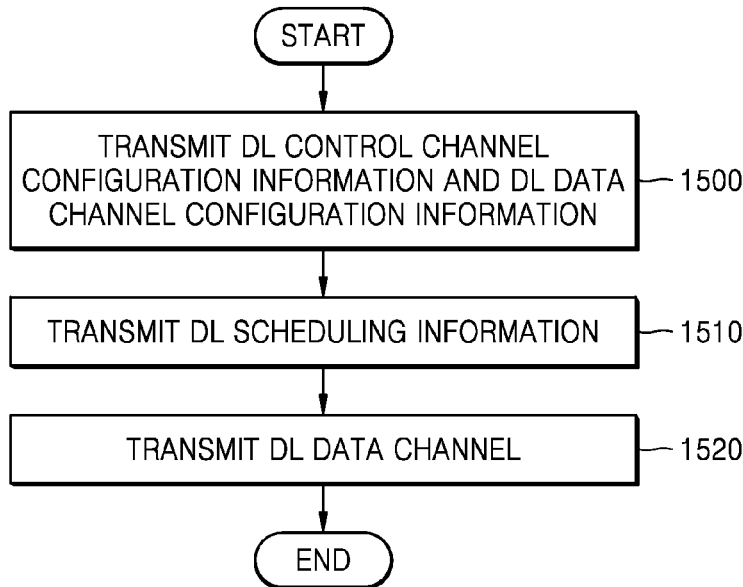 START
TRANSMIT DL CONTROL CHANNEL
CONFIGURATION INFORMATION AND DL DATA
CHANNEL CONFIGURATION INFORMATION
1500
TRANSMIT DL SCHEDULING INFORMATION
1510
TRANSMIT DL DATA CHANNEL
1520
END